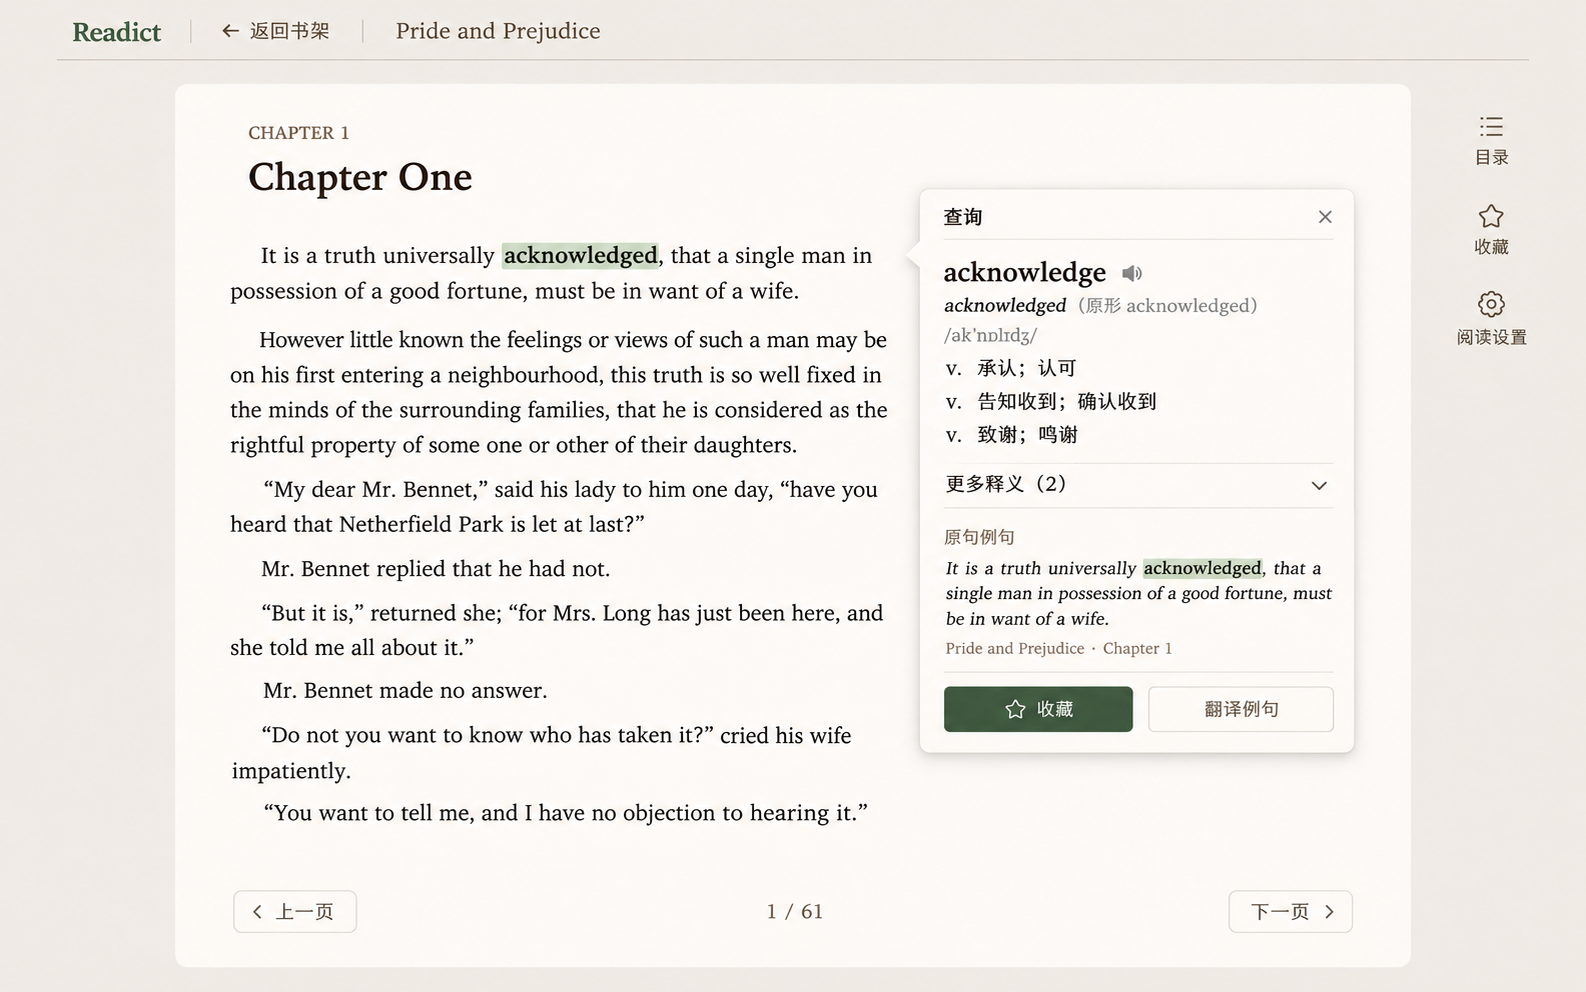 Readict
← 返回书架
Pride and Prejudice
CHAPTER 1
Chapter One
It is a truth universally acknowledged, that a single man in
possession of a good fortune, must be in want of a wife.
However little known the feelings or views of such a man may be
on his first entering a neighbourhood, this truth is so well fixed in
the minds of the surrounding families, that he is considered as the
rightful property of some one or other of their daughters.
“My dear Mr. Bennet,” said his lady to him one day, “have you
heard that Netherfield Park is let at last?”
Mr. Bennet replied that he had not.
“But it is,” returned she; “for Mrs. Long has just been here, and
she told me all about it.”
Mr. Bennet made no answer.
“Do not you want to know who has taken it?” cried his wife
impatiently.
“You want to tell me, and I have no objection to hearing it.”
上一页
1 / 61
下一页
查询
acknowledge
acknowledged（原形 acknowledged）
/ak'nɒlɪdʒ/
v. 承认；认可
v. 告知收到；确认收到
v. 致谢；鸣谢
更多释义（2）
原句例句
It is a truth universally acknowledged, that a
single man in possession of a good fortune, must
be in want of a wife.
Pride and Prejudice · Chapter 1
收藏
翻译例句
目录
收藏
阅读设置